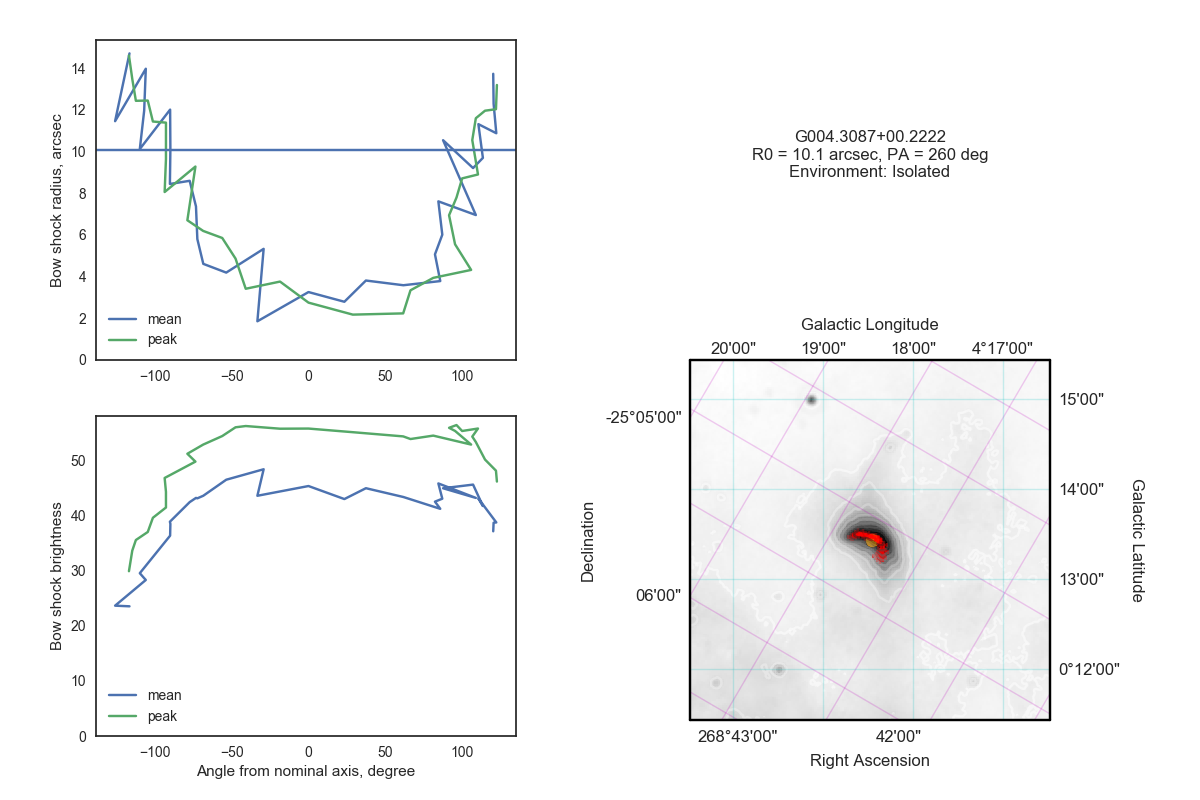 14
12
10
8
6
4
2
0
Bow shock radius, arcsec
mean
peak
−100
−50
0
50
100
50
40
30
20
10
0
Bow shock brightness
mean
peak
−100
−50
0
50
100
Angle from nominal axis, degree
G004.3087+00.2222
R0 = 10.1 arcsec, PA = 260 deg
Environment: Isolated
Galactic Longitude
20'00"
19'00"
18'00"
4°17'00"
-25°05'00"
06'00"
Declination
15'00"
14'00"
13'00"
0°12'00"
Galactic Latitude
268°43'00"
42'00"
Right Ascension